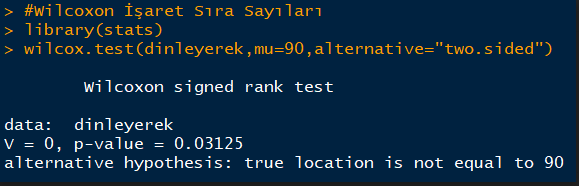 > #Wilcoxon İşaret Sıra Sayıları
> library(stats)
> wilcox.test(dinleyerek,mu=90,alternative="two.sided")
Wilcoxon signed rank test
data:  dinleyerek
V = 0, p-value = 0.03125
alternative hypothesis: true location is not equal to 90